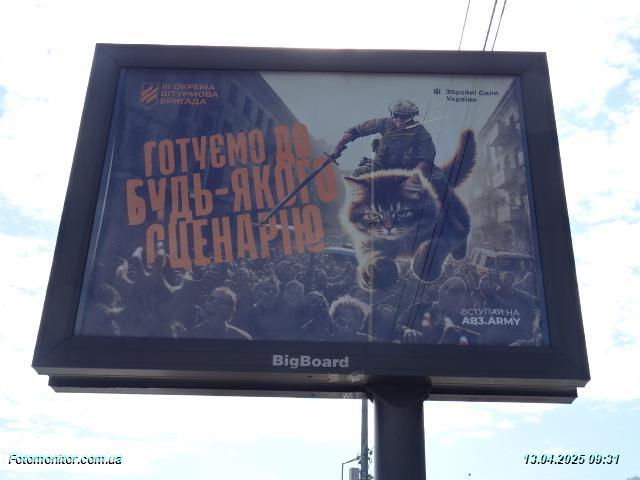 III ОКРЕМА
ШТУРМОВА
БРИГАДА
Збройні Сили
України
ГОТУЄМО ДО
БУДЬ-ЯКОГО
СЦЕНАРІЮ
ВСТУПАЙ НА
AB3.ARMY
BigBoard
Fotomonitor.com.ua
13.04.2025 09:31